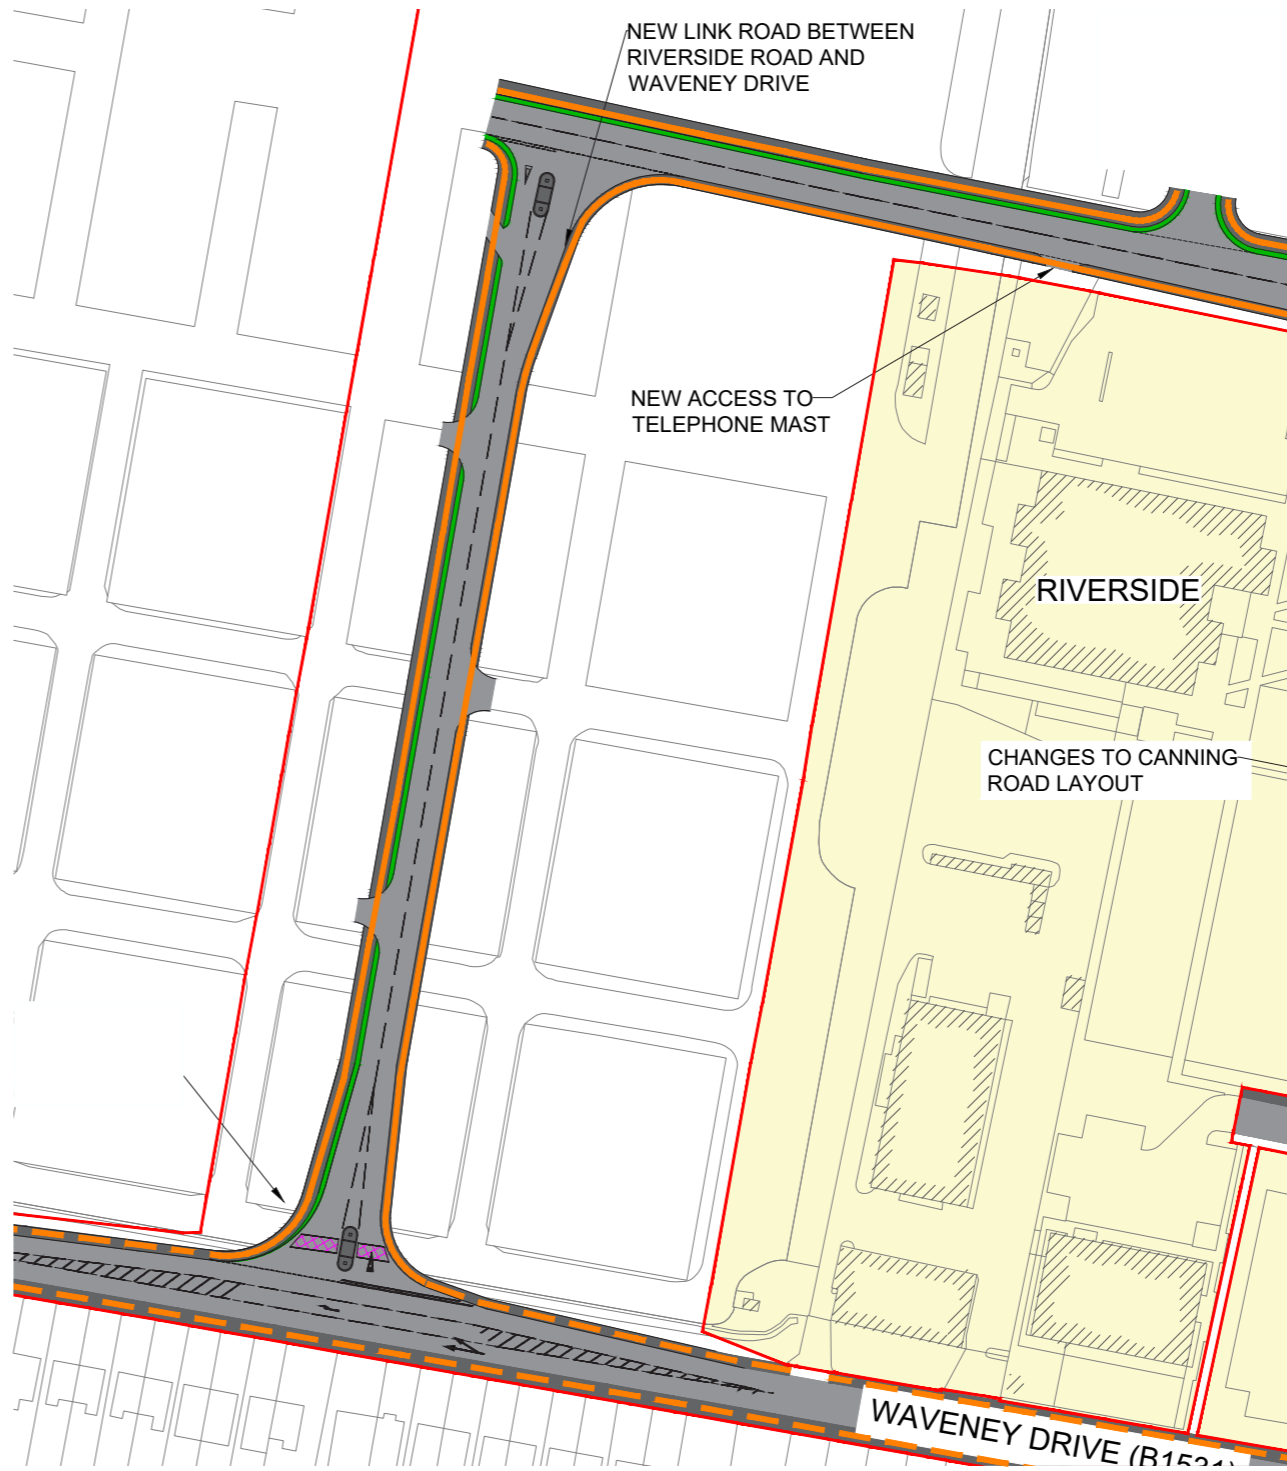 NEW LINK ROAD BETWEEN
RIVERSIDE ROAD AND
WAVENEY DRIVE
NEW ACCESS TO
TELEPHONE MAST
RIVERSIDE
CHANGES TO CANNING
ROAD LAYOUT
WAVENEY DRIVE (B1531)